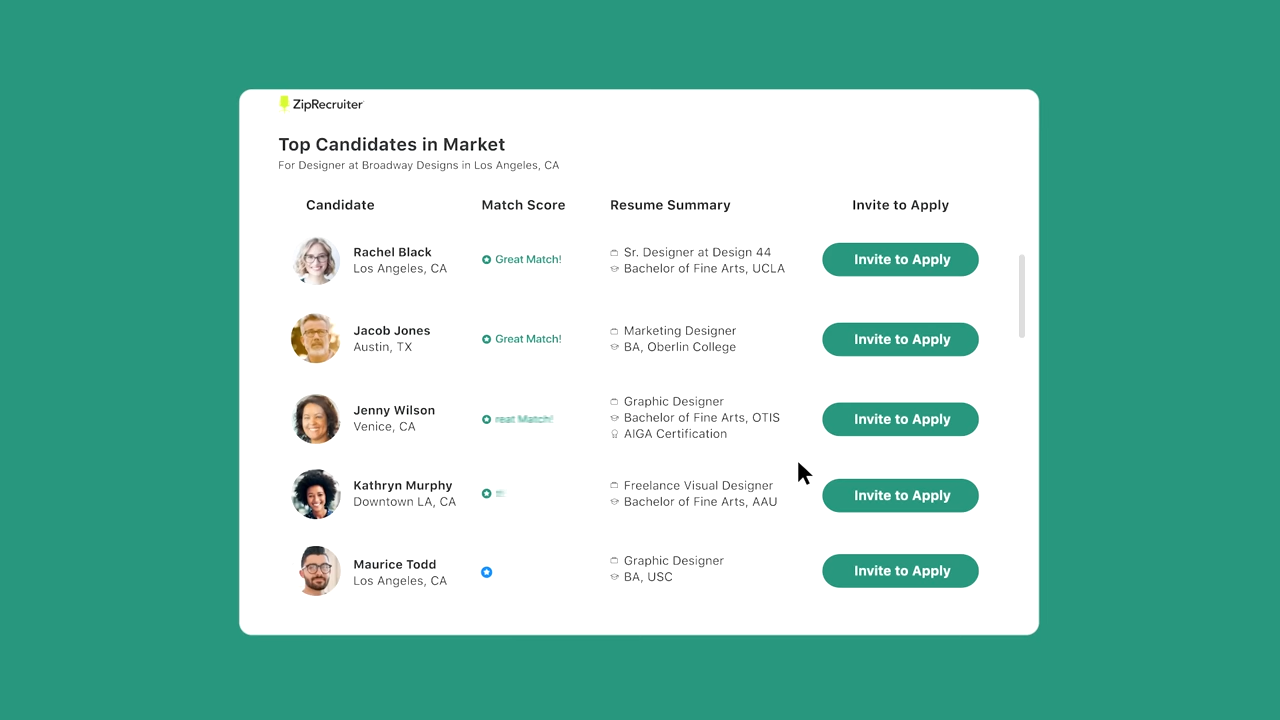 ZipRecruiter
Top Candidates in Market
For Designer at Broadway Designs in Los Angeles, CA
Candidate Match Score Resume Summary Invite to Apply
Rachel Black
Los Angeles, CA
Great Match!
Sr. Designer at Design 44
Bachelor of Fine Arts, UCLA
Invite to Apply
Jacob Jones
Austin, TX
Great Match!
Marketing Designer
BA, Oberlin College
Invite to Apply
Jenny Wilson
Venice, CA
Match!
Graphic Designer
Bachelor of Fine Arts, OTIS
AIGA Certification
Invite to Apply
Kathryn Murphy
Downtown LA, CA
Freelance Visual Designer
Bachelor of Fine Arts, AAU
Invite to Apply
Maurice Todd
Los Angeles, CA
Graphic Designer
BA, USC
Invite to Apply